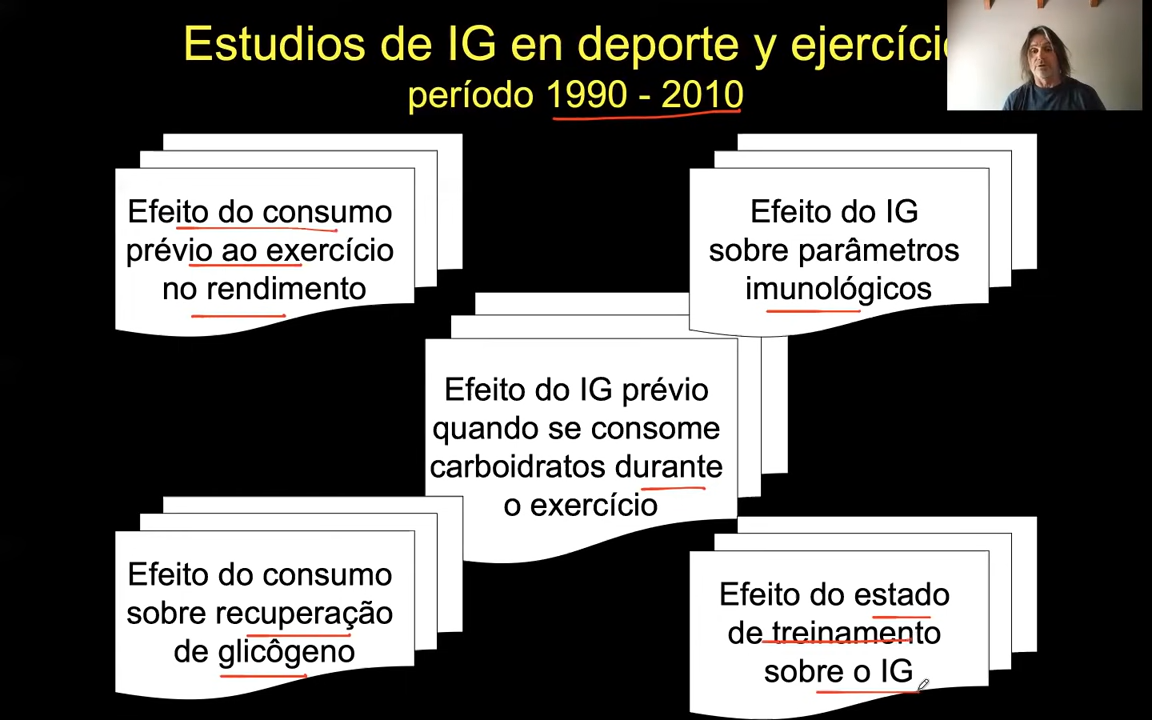 Estudios de IG en deporte y ejercício
período 1990 - 2010
Efeito do consumo
prévio ao exercício
no rendimento
Efeito do IG
sobre parâmetros
imunológicos
Efeito do IG prévio
quando se consome
carboidratos durante
o exercício
Efeito do consumo
sobre recuperação
de glicôgeno
Efeito do estado
de treinamento
sobre o IG